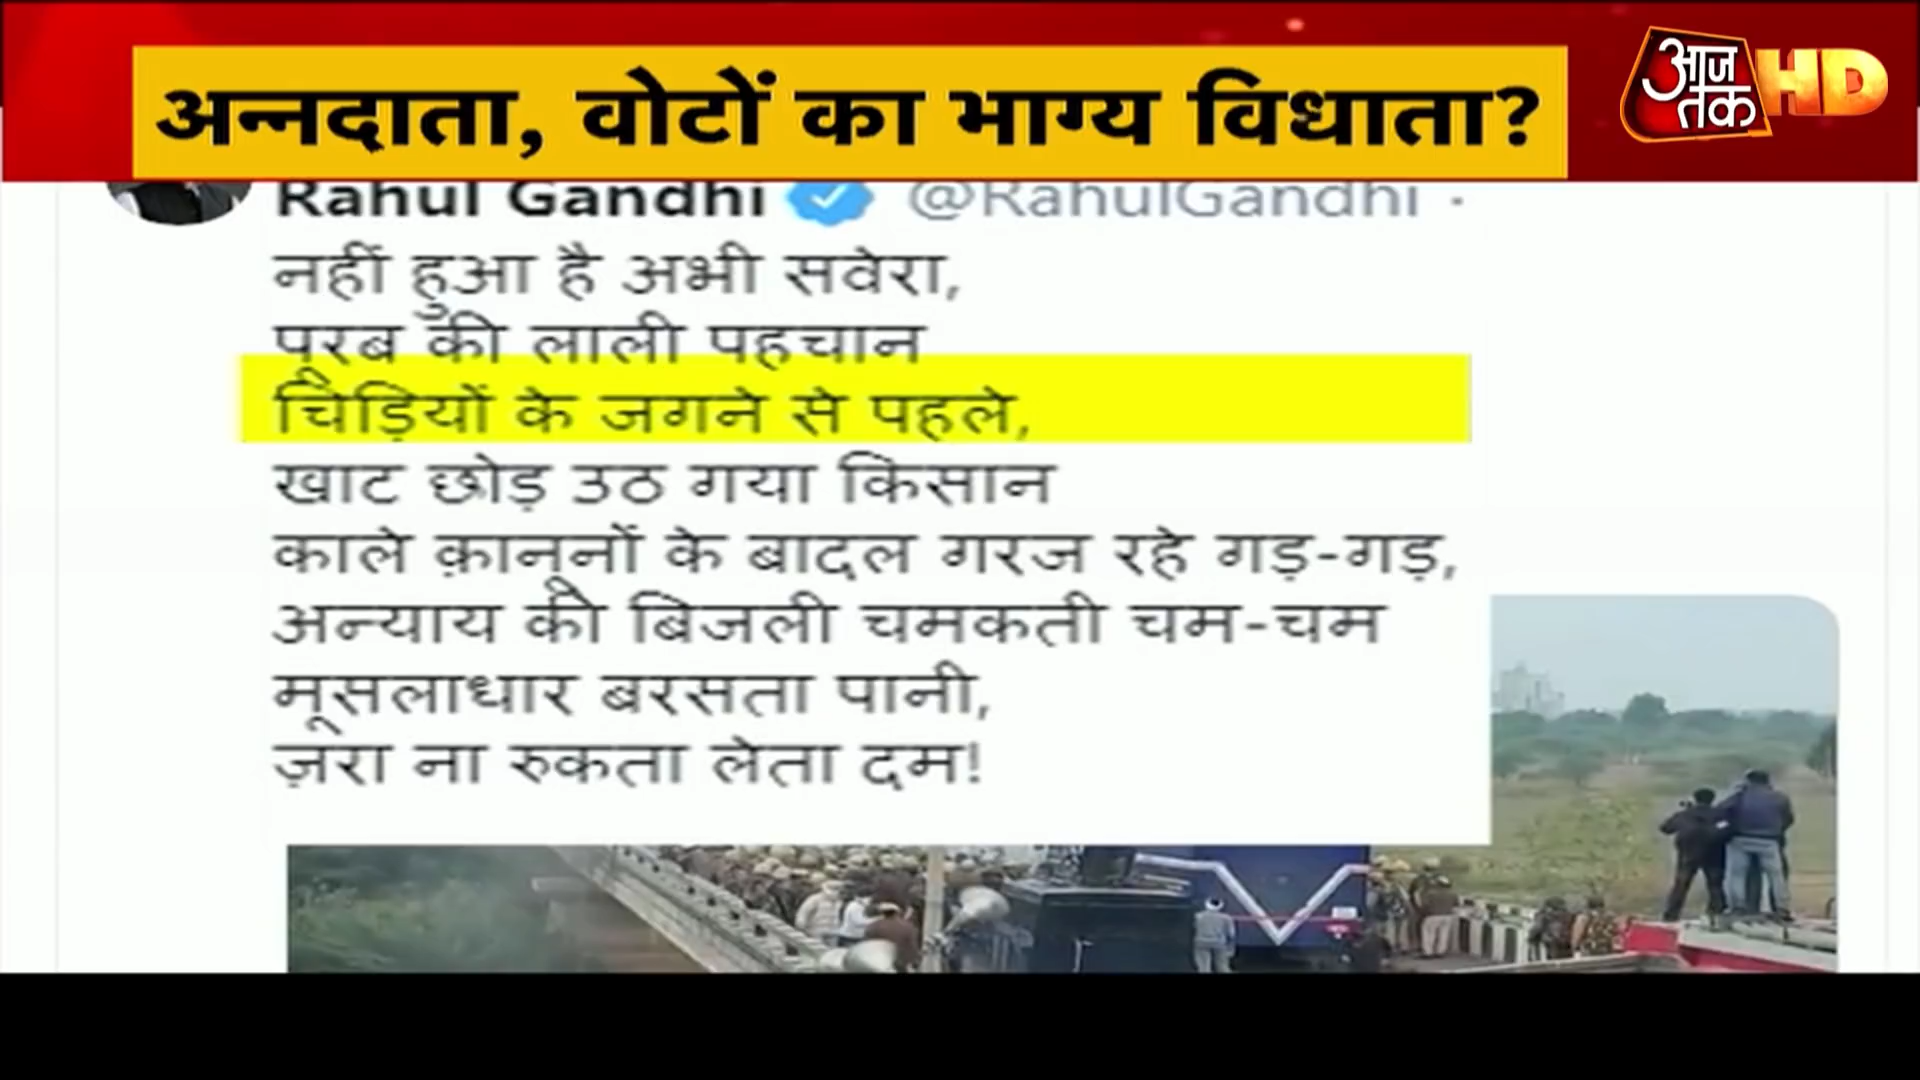 अन्नदाता, वोटों का भाग्य विधाता?
आज तक HD
Rahul Gandhi @RahulGandhi ·
नहीं हुआ है अभी सवेरा,
पूरब की लाली पहचान
चिड़ियों के जगने से पहले,
खाट छोड़ उठ गया किसान
काले क़ानूनों के बादल गरज रहे गड़-गड़,
अन्याय की बिजली चमकती चम-चम
मूसलाधार बरसता पानी,
ज़रा ना रुकता लेता दम!